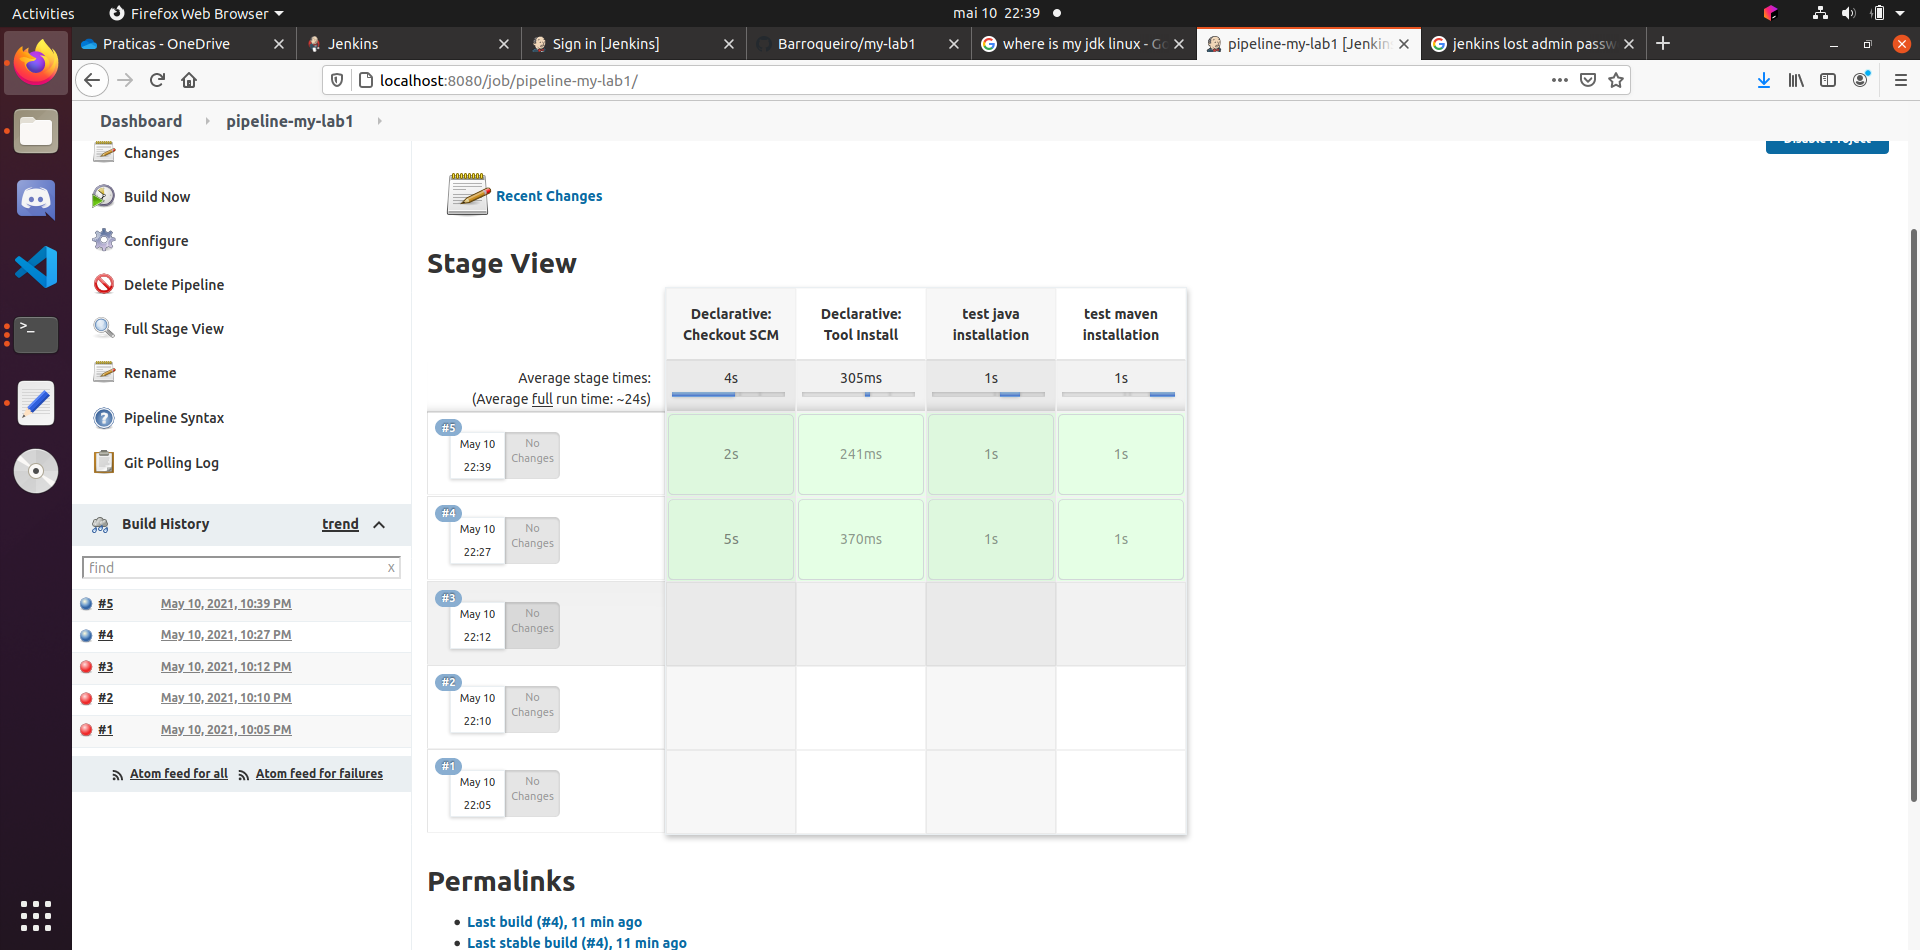 Activities
Firefox Web Browser
mai 10 22:39
Praticas - OneDrive
Jenkins
Sign in [Jenkins]
Barroqueiro/my-lab1
where is my jdk linux - Go
pipeline-my-lab1 [Jenkins
jenkins lost admin passw
localhost:8080/job/pipeline-my-lab1/
Dashboard
pipeline-my-lab1
Changes
Build Now
Configure
Delete Pipeline
Full Stage View
Rename
Pipeline Syntax
Git Polling Log
Build History
trend
find
x
#5 May 10, 2021, 10:39 PM
#4 May 10, 2021, 10:27 PM
#3 May 10, 2021, 10:12 PM
#2 May 10, 2021, 10:10 PM
#1 May 10, 2021, 10:05 PM
Atom feed for all
Atom feed for failures
Disable Project
Recent Changes
Stage View
Declarative:
Checkout SCM
Declarative:
Tool Install
test java
installation
test maven
installation
Average stage times:
(Average full run time: ~24s)
4s
305ms
1s
1s
#5
May 10
22:39
No
Changes
2s
241ms
1s
1s
#4
May 10
22:27
No
Changes
5s
370ms
1s
1s
#3
May 10
22:12
No
Changes
#2
May 10
22:10
No
Changes
#1
May 10
22:05
No
Changes
Permalinks
Last build (#4), 11 min ago
Last stable build (#4), 11 min ago